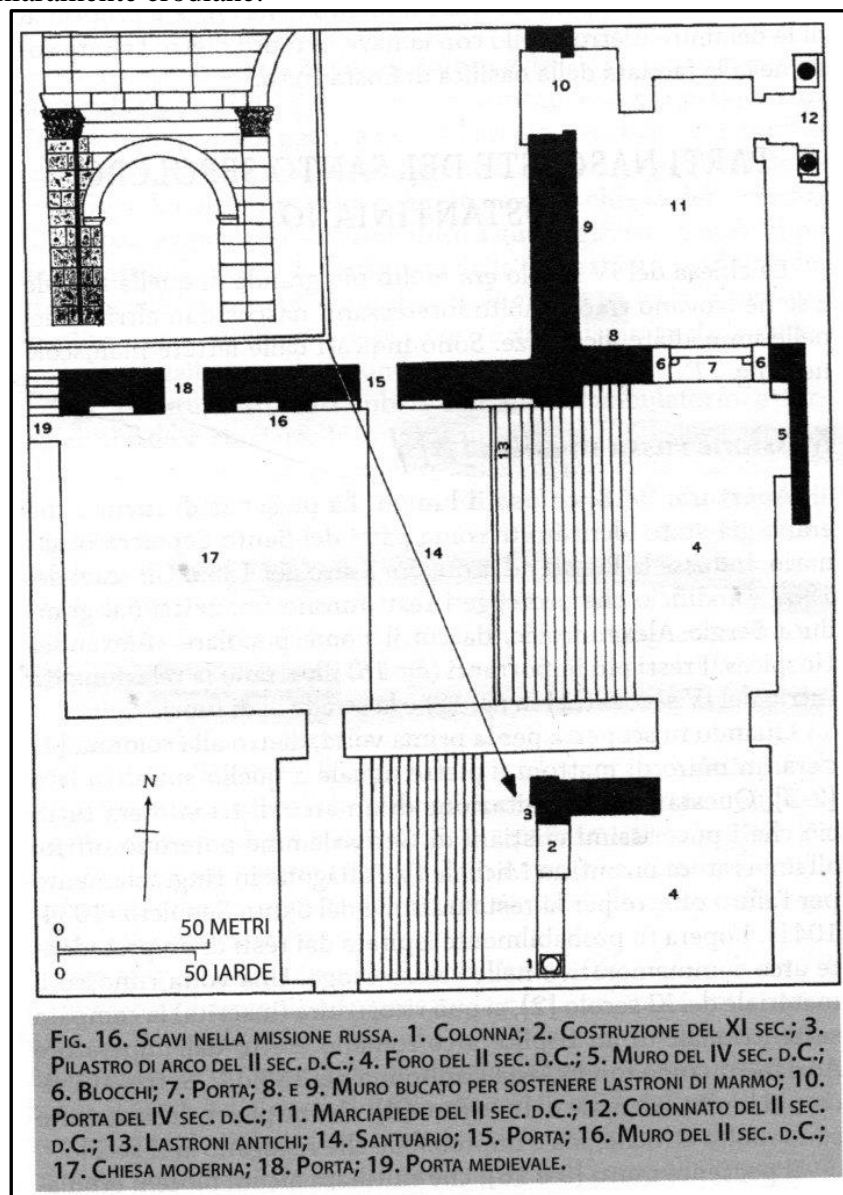 10
12
11
9
8
6 7 6
18
15
16
19
13
5
17
14
4
N
3
2
4
0 50 METRI
0 50 IARDE
1
FIG. 16. SCAVI NELLA MISSIONE RUSSA. 1. COLONNA; 2. COSTRUZIONE DEL XI SEC.; 3.
PILASTRO DI ARCO DEL II SEC. D.C.; 4. FORO DEL II SEC. D.C.; 5. MURO DEL IV SEC. D.C.;
6. BLOCCHI; 7. PORTA; 8. E 9. MURO BUCATO PER SOSTENERE LASTRONI DI MARMO; 10.
PORTA DEL IV SEC. D.C.; 11. MARCIAPIEDE DEL II SEC. D.C.; 12. COLONNATO DEL II SEC.
D.C.; 13. LASTRONI ANTICHI; 14. SANTUARIO; 15. PORTA; 16. MURO DEL II SEC. D.C.;
17. CHIESA MODERNA; 18. PORTA; 19. PORTA MEDIEVALE.